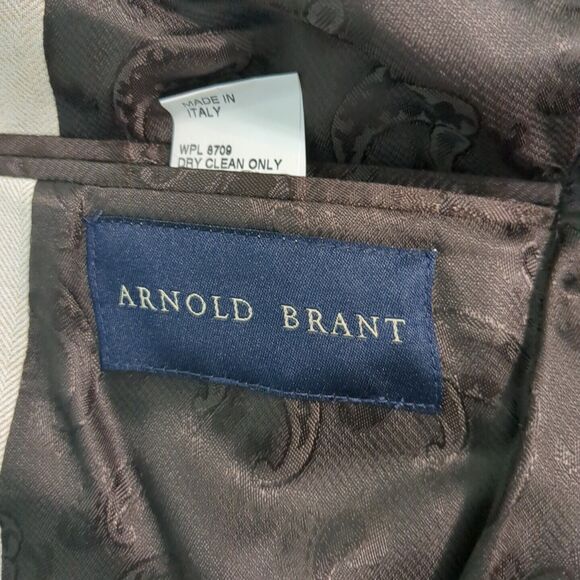 MADE IN
ITALY
WPL 8709
DRY CLEAN ONLY
ARNOLD BRANT